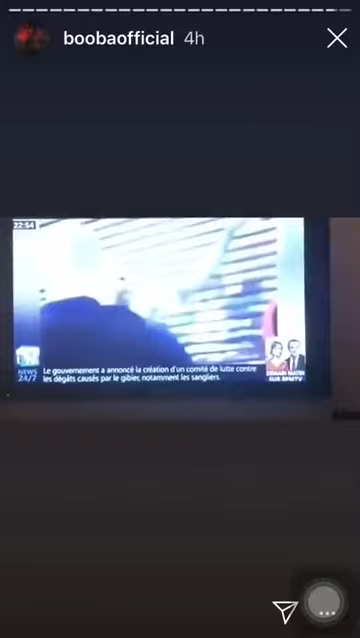 boobaofficial 4h
22:54
Le gouvernement a annoncé la création d'un comité de lutte contre
les dégâts causés par le gibier, notamment les sangliers.
NEWS
24/7
DEMAIN MATIN
SUR BFMTV